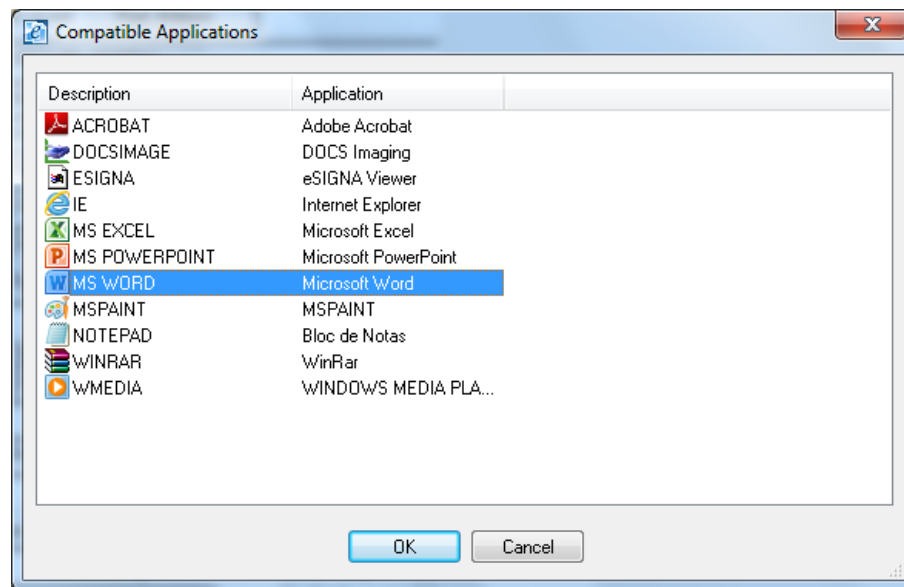 Compatible Applications
Description Application
ACROBAT Adobe Acrobat
DOCSIMAGE DOCS Imaging
ESIGNA eSIGNA Viewer
IE Internet Explorer
MS EXCEL Microsoft Excel
MS POWERPOINT Microsoft PowerPoint
MS WORD Microsoft Word
MSPAINT MSPAINT
NOTEPAD Bloc de Notas
WINRAR WinRar
WMEDIA WINDOWS MEDIA PLA...
OK Cancel